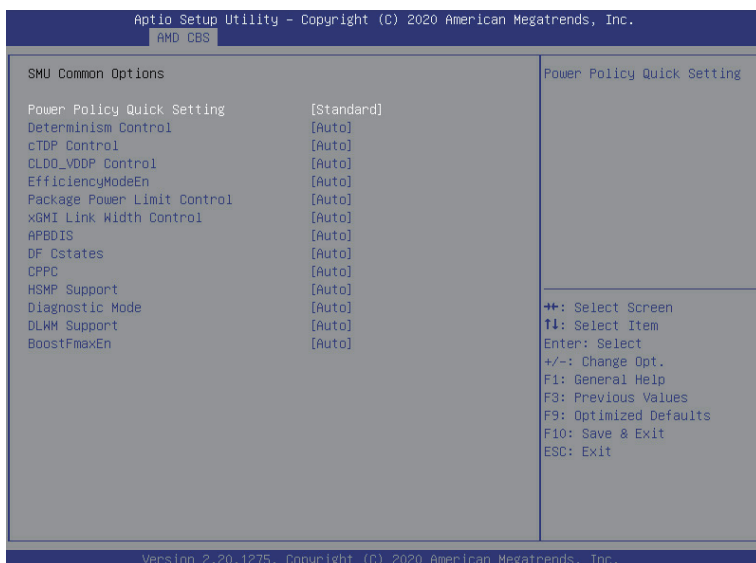 Aptio Setup Utility – Copyright (C) 2020 American Megatrends, Inc.
AMD CBS
SMU Common Options
Power Policy Quick Setting [Standard]
Determinism Control [Auto]
cTDP Control [Auto]
CLDO_VDDP Control [Auto]
EfficiencyModeEn [Auto]
Package Power Limit Control [Auto]
xGMI Link Width Control [Auto]
APBDIS [Auto]
DF Cstates [Auto]
CPPC [Auto]
HSMP Support [Auto]
Diagnostic Mode [Auto]
DLWM Support [Auto]
BoostFmaxEn [Auto]
Power Policy Quick Setting
→←: Select Screen
↑↓: Select Item
Enter: Select
+/-: Change Opt.
F1: General Help
F3: Previous Values
F9: Optimized Defaults
F10: Save & Exit
ESC: Exit
Version 2.20.1275. Copyright (C) 2020 American Megatrends, Inc.